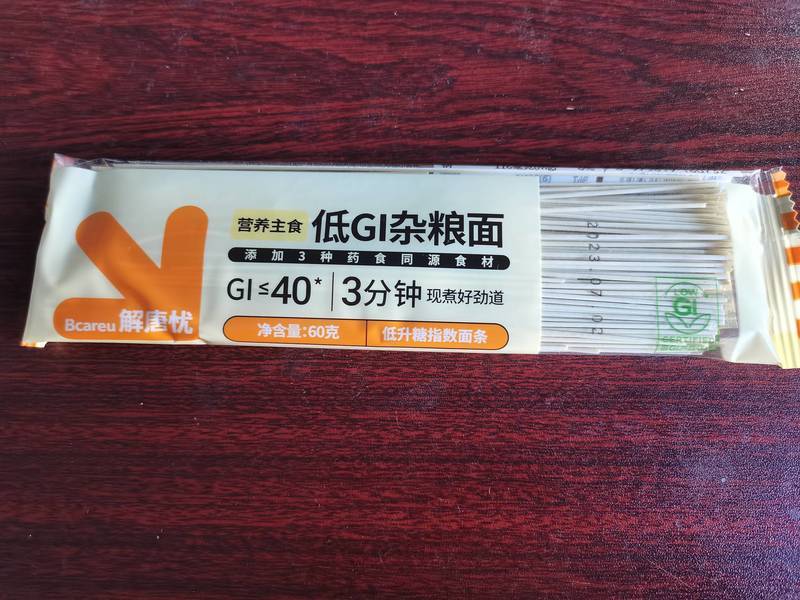 营养主食 低GI杂粮面
添加3种药食同源食材
GI≤40* 3分钟 现煮好劲道
Bcareu 解唐忧
净含量:60克 低升糖指数面条
2023.07.02
LOW
GI
CERTIFIED